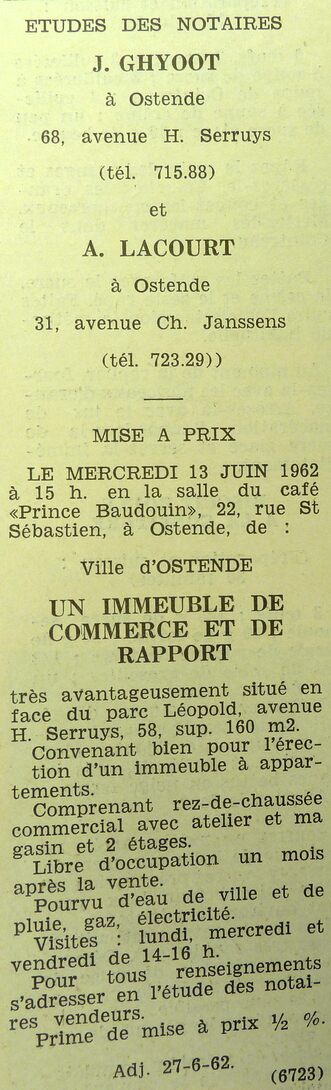 ETUDES DES NOTAIRES
J. GHYOOT
à Ostende
68, avenue H. Serruys
(tél. 715.88)
et
A. LACOURT
à Ostende
31, avenue Ch. Janssens
(tél. 723.29))
MISE A PRIX
LE MERCREDI 13 JUIN 1962
à 15 h. en la salle du café
«Prince Baudouin», 22, rue St
Sébastien, à Ostende, de :
Ville d'OSTENDE
UN IMMEUBLE DE
COMMERCE ET DE
RAPPORT
très avantageusement situé en
face du parc Léopold, avenue
H. Serruys, 58, sup. 160 m2.
Convenant bien pour l'érec-
tion d'un immeuble à appar-
tements.
Comprenant rez-de-chaussée
commercial avec atelier et ma
gasin et 2 étages.
Libre d'occupation un mois
après la vente.
Pourvu d'eau de ville et de
pluie, gaz, électricité.
Visites : lundi, mercredi et
vendredi de 14-16 h.
Pour tous renseignements
s'adresser en l'étude des notai-
res vendeurs.
Prime de mise à prix ½ %.
Adj. 27-6-62.
(6723)